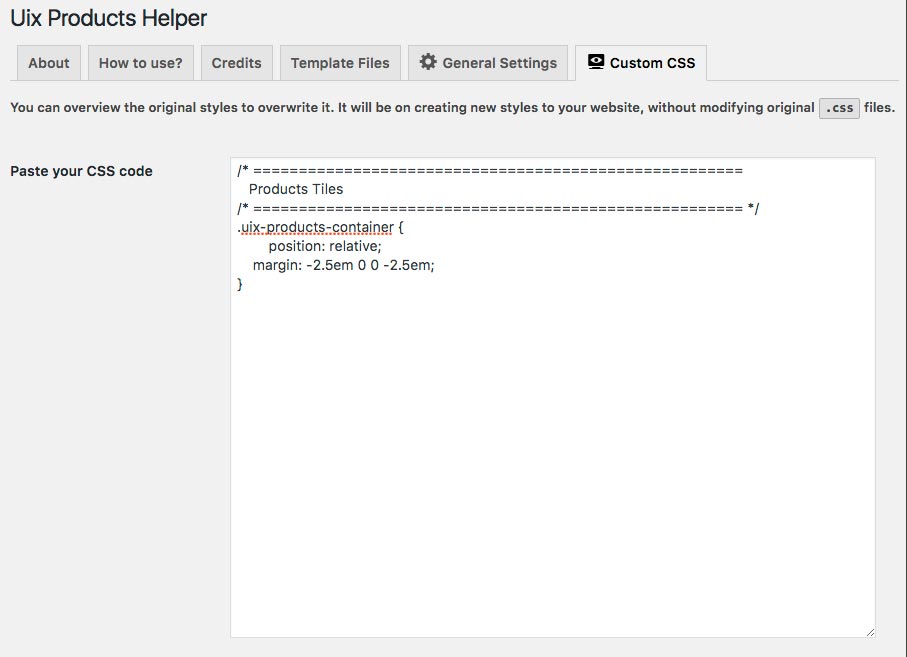 Uix Products Helper
About How to use? Credits Template Files General Settings Custom CSS
You can overview the original styles to overwrite it. It will be on creating new styles to your website, without modifying original .css files.
Paste your CSS code
/* ======================================================
Products Tiles
/* ====================================================== */
.uix-products-container {
position: relative;
margin: -2.5em 0 0 -2.5em;
}